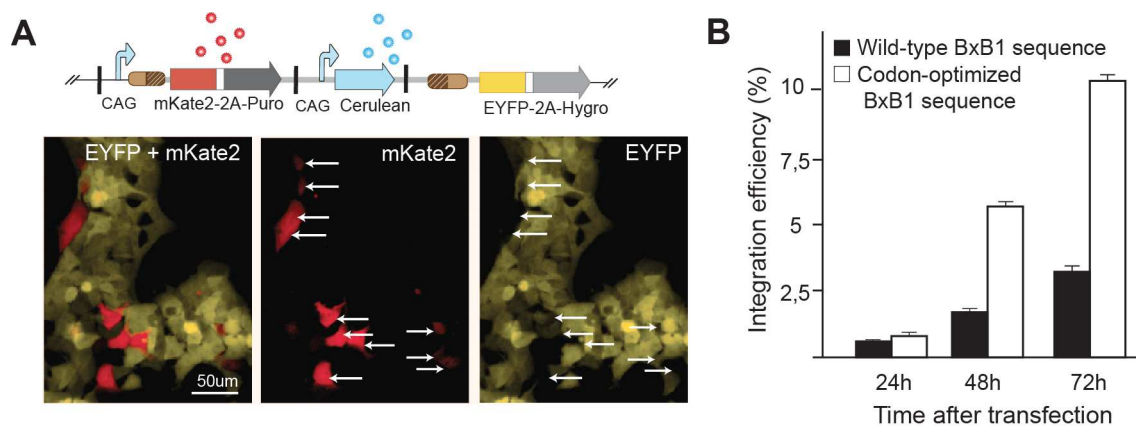 A
CAG
mKate2-2A-Puro
CAG
Cerulean
EYFP-2A-Hygro
EYFP + mKate2
mKate2
EYFP
50um
B
Wild-type BxB1 sequence
Codon-optimized
BxB1 sequence
Integration efficiency (%)
10
7,5
5
2,5
24h
48h
72h
Time after transfection